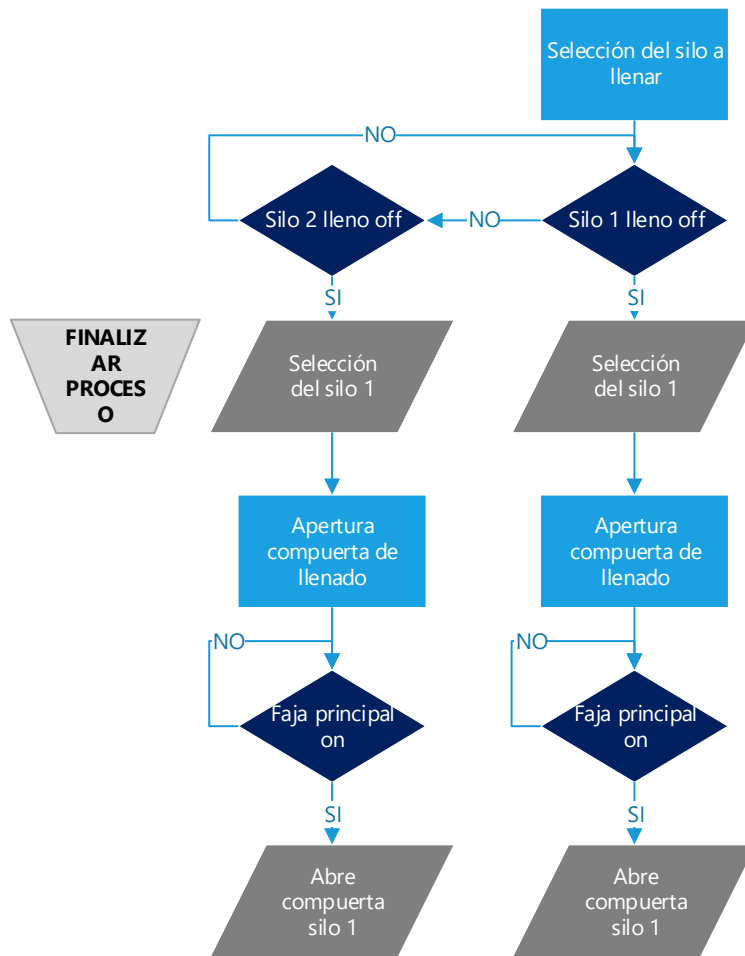 Selección del silo a
llenar
NO
Silo 2 lleno off
NO
Silo 1 lleno off
SI
SI
FINALIZ
AR
PROCES
O
Selección
del silo 1
Selección
del silo 1
Apertura
compuerta de
llenado
Apertura
compuerta de
llenado
NO
NO
Faja principal
on
Faja principal
on
SI
SI
Abre
compuerta
silo 1
Abre
compuerta
silo 1